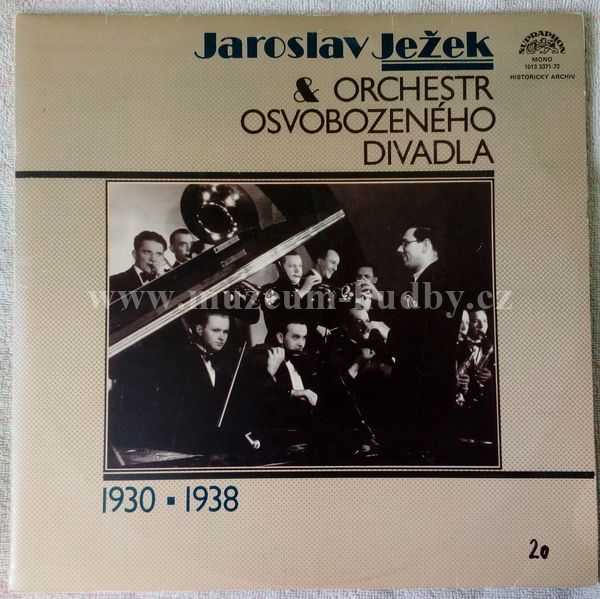 Jaroslav Ježek
& ORCHESTR
OSVOBOZENÉHO
DIVADLA
SUPRAPHON
MONO
1013 3371-72
HISTORICKÝ ARCHIV
www.muzeum-hudby.cz
1930 ▪ 1938
20